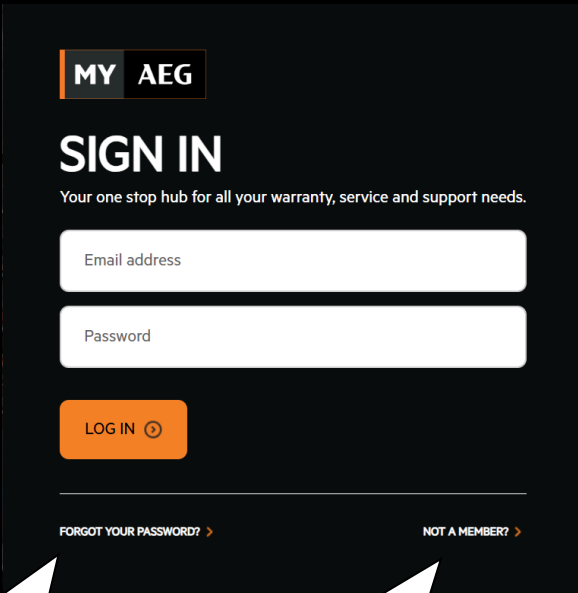 MY AEG
SIGN IN
Your one stop hub for all your warranty, service and support needs.
Email address
Password
LOG IN
FORGOT YOUR PASSWORD?
NOT A MEMBER?